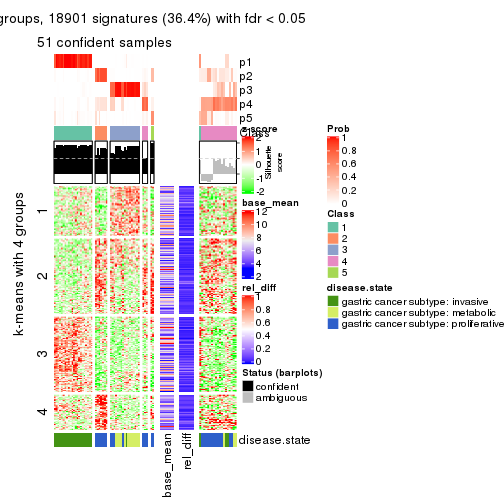 groups, 18901 signatures (36.4%) with fdr < 0.05
51 confident samples
p1
p2
p3
p4
p5
Class
z-score
2
1
0
-1
-2
Silhouette
score
base_mean
12
10
8
6
4
2
rel_diff
1
0.8
0.6
0.4
0.2
0
Status (barplots)
confident
ambiguous
Prob
1
0.8
0.6
0.4
0.2
0
Class
1
2
3
4
5
disease.state
gastric cancer subtype: invasive
gastric cancer subtype: metabolic
gastric cancer subtype: proliferative
k-means with 4 groups
1
2
3
4
disease.state
base_mean
rel_diff